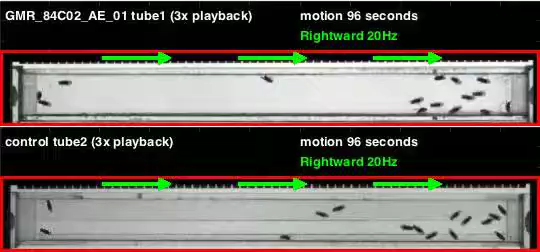 GMR_84C02_AE_01 tube1 (3x playback) motion 96 seconds
Rightward 20Hz
control tube2 (3x playback) motion 96 seconds
Rightward 20Hz